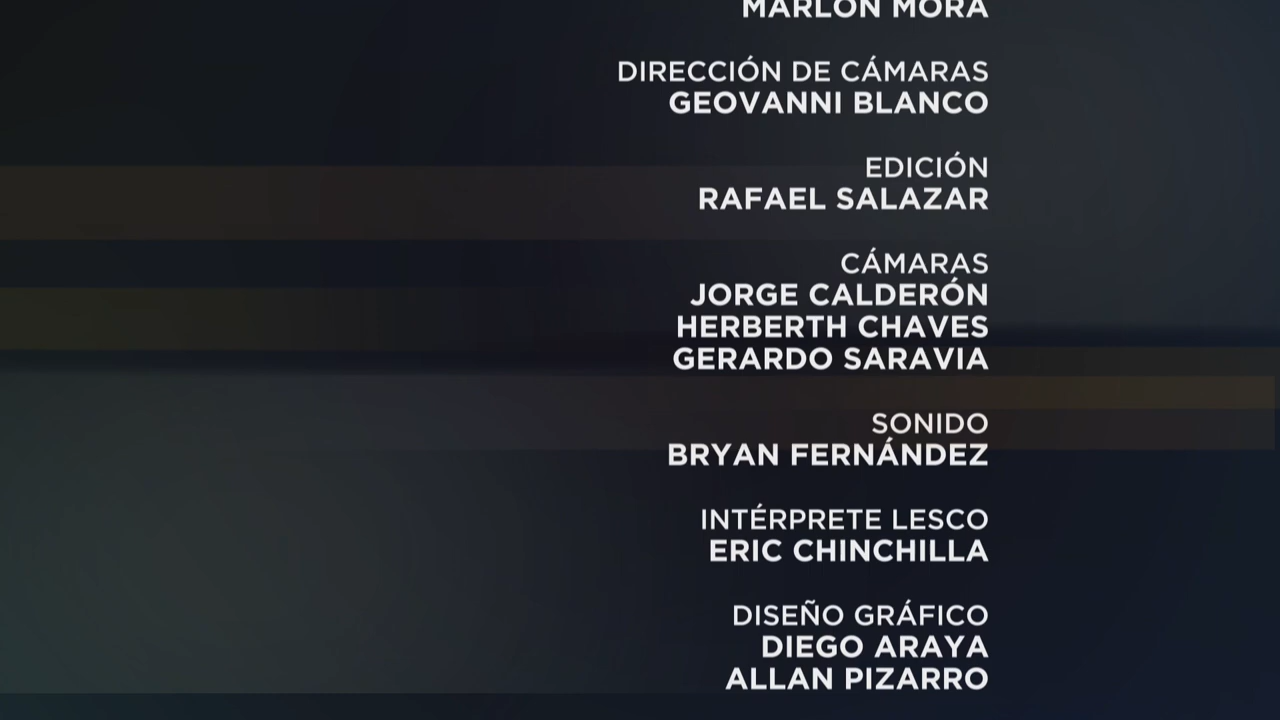 MARLON MORA
DIRECCIÓN DE CÁMARAS
GEOVANNI BLANCO
EDICIÓN
RAFAEL SALAZAR
CÁMARAS
JORGE CALDERÓN
HERBERTH CHAVES
GERARDO SARAVIA
SONIDO
BRYAN FERNÁNDEZ
INTÉRPRETE LESCO
ERIC CHINCHILLA
DISEÑO GRÁFICO
DIEGO ARAYA
ALLAN PIZARRO